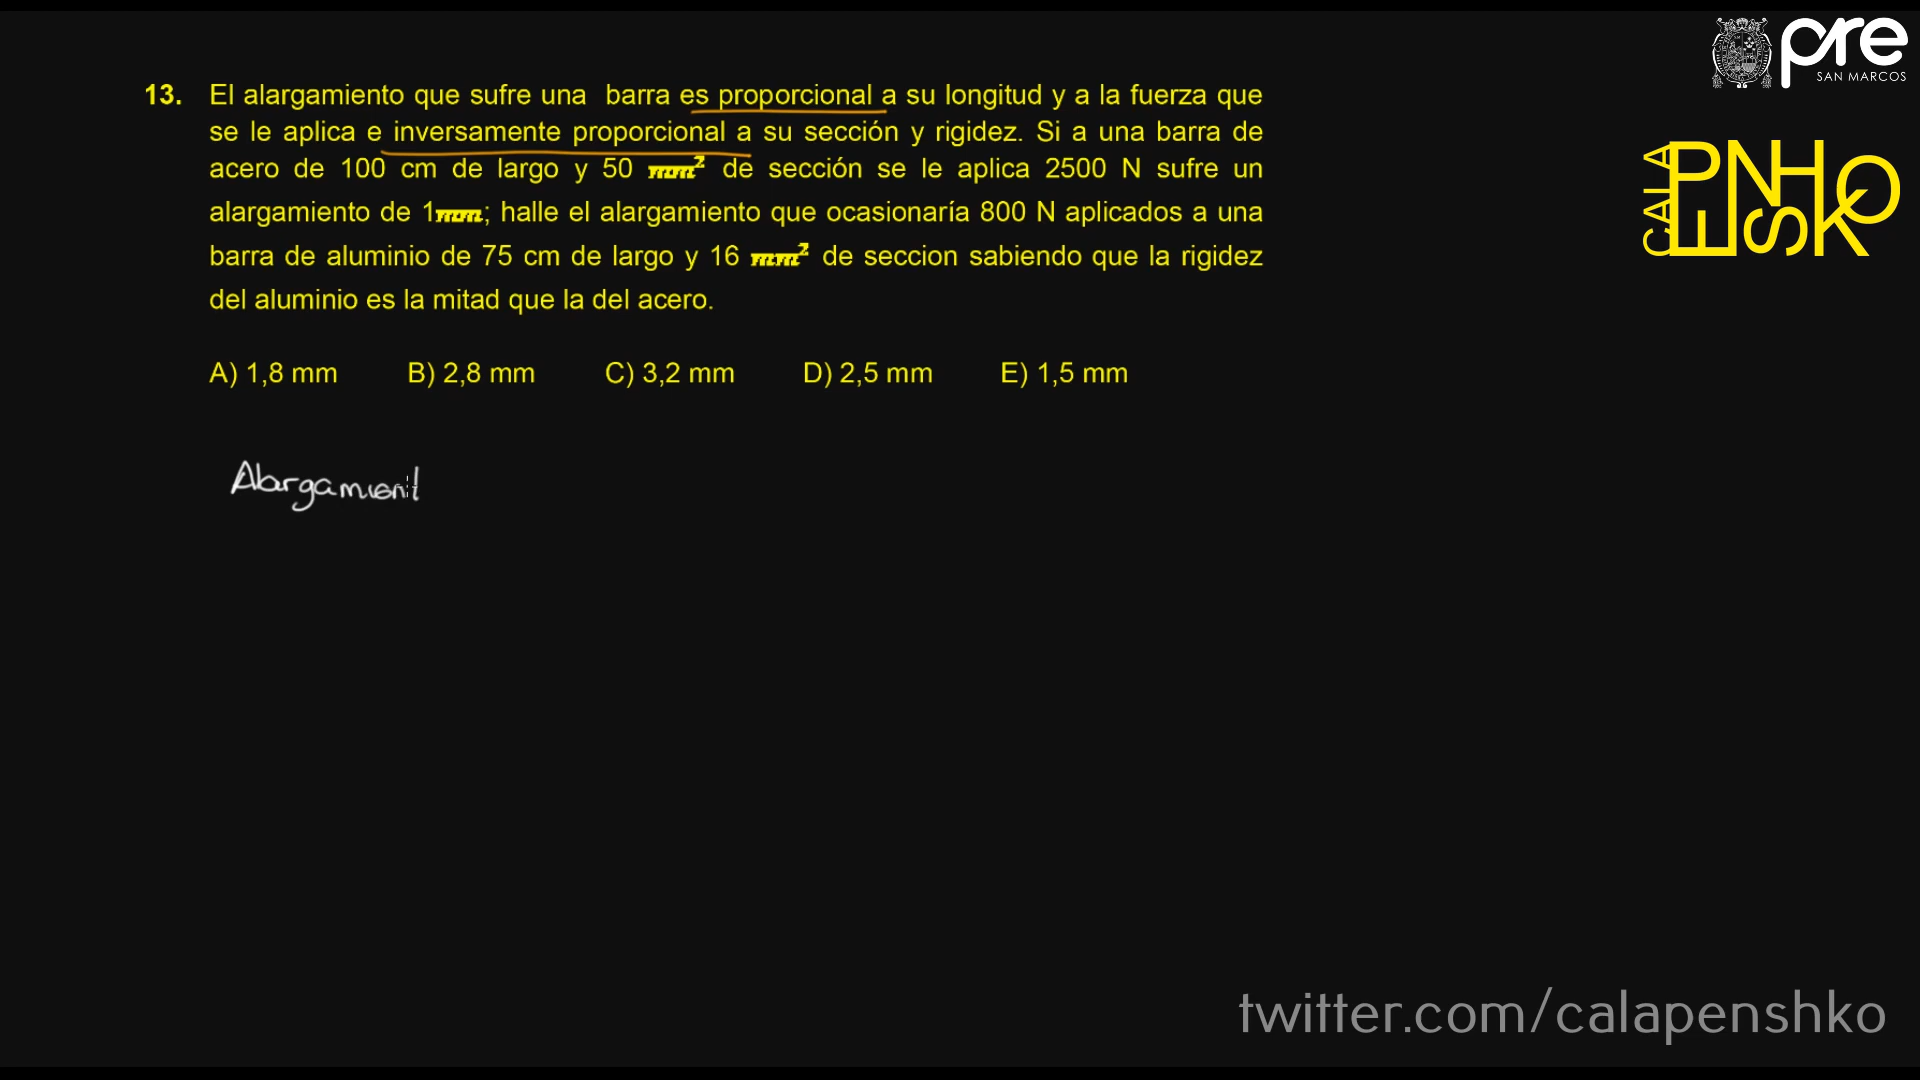 pre
SAN MARCOS
CALA
PENSHKO
13. El alargamiento que sufre una barra es proporcional a su longitud y a la fuerza que
se le aplica e inversamente proporcional a su sección y rigidez. Si a una barra de
acero de 100 cm de largo y 50 mm² de sección se le aplica 2500 N sufre un
alargamiento de 1mm; halle el alargamiento que ocasionaría 800 N aplicados a una
barra de aluminio de 75 cm de largo y 16 mm² de seccion sabiendo que la rigidez
del aluminio es la mitad que la del acero.
A) 1,8 mm B) 2,8 mm C) 3,2 mm D) 2,5 mm E) 1,5 mm
Alargamient
twitter.com/calapenshko